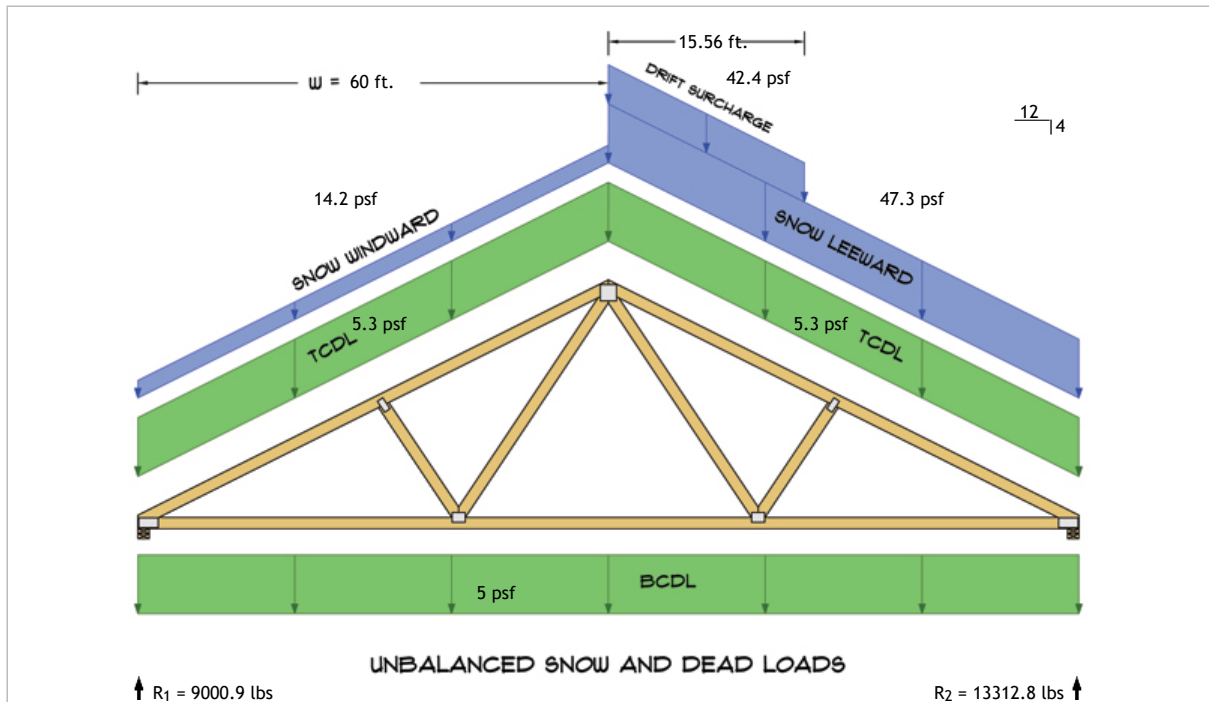 15.56 ft.
W = 60 ft.
DRIFT SURCHARGE
42.4 psf
12
4
14.2 psf
SNOW WINDWARD
47.3 psf
SNOW LEEWARD
5.3 psf
TCDL
5.3 psf
TCDL
5 psf
BCDL
UNBALANCED SNOW AND DEAD LOADS
R1 = 9000.9 lbs
R2 = 13312.8 lbs